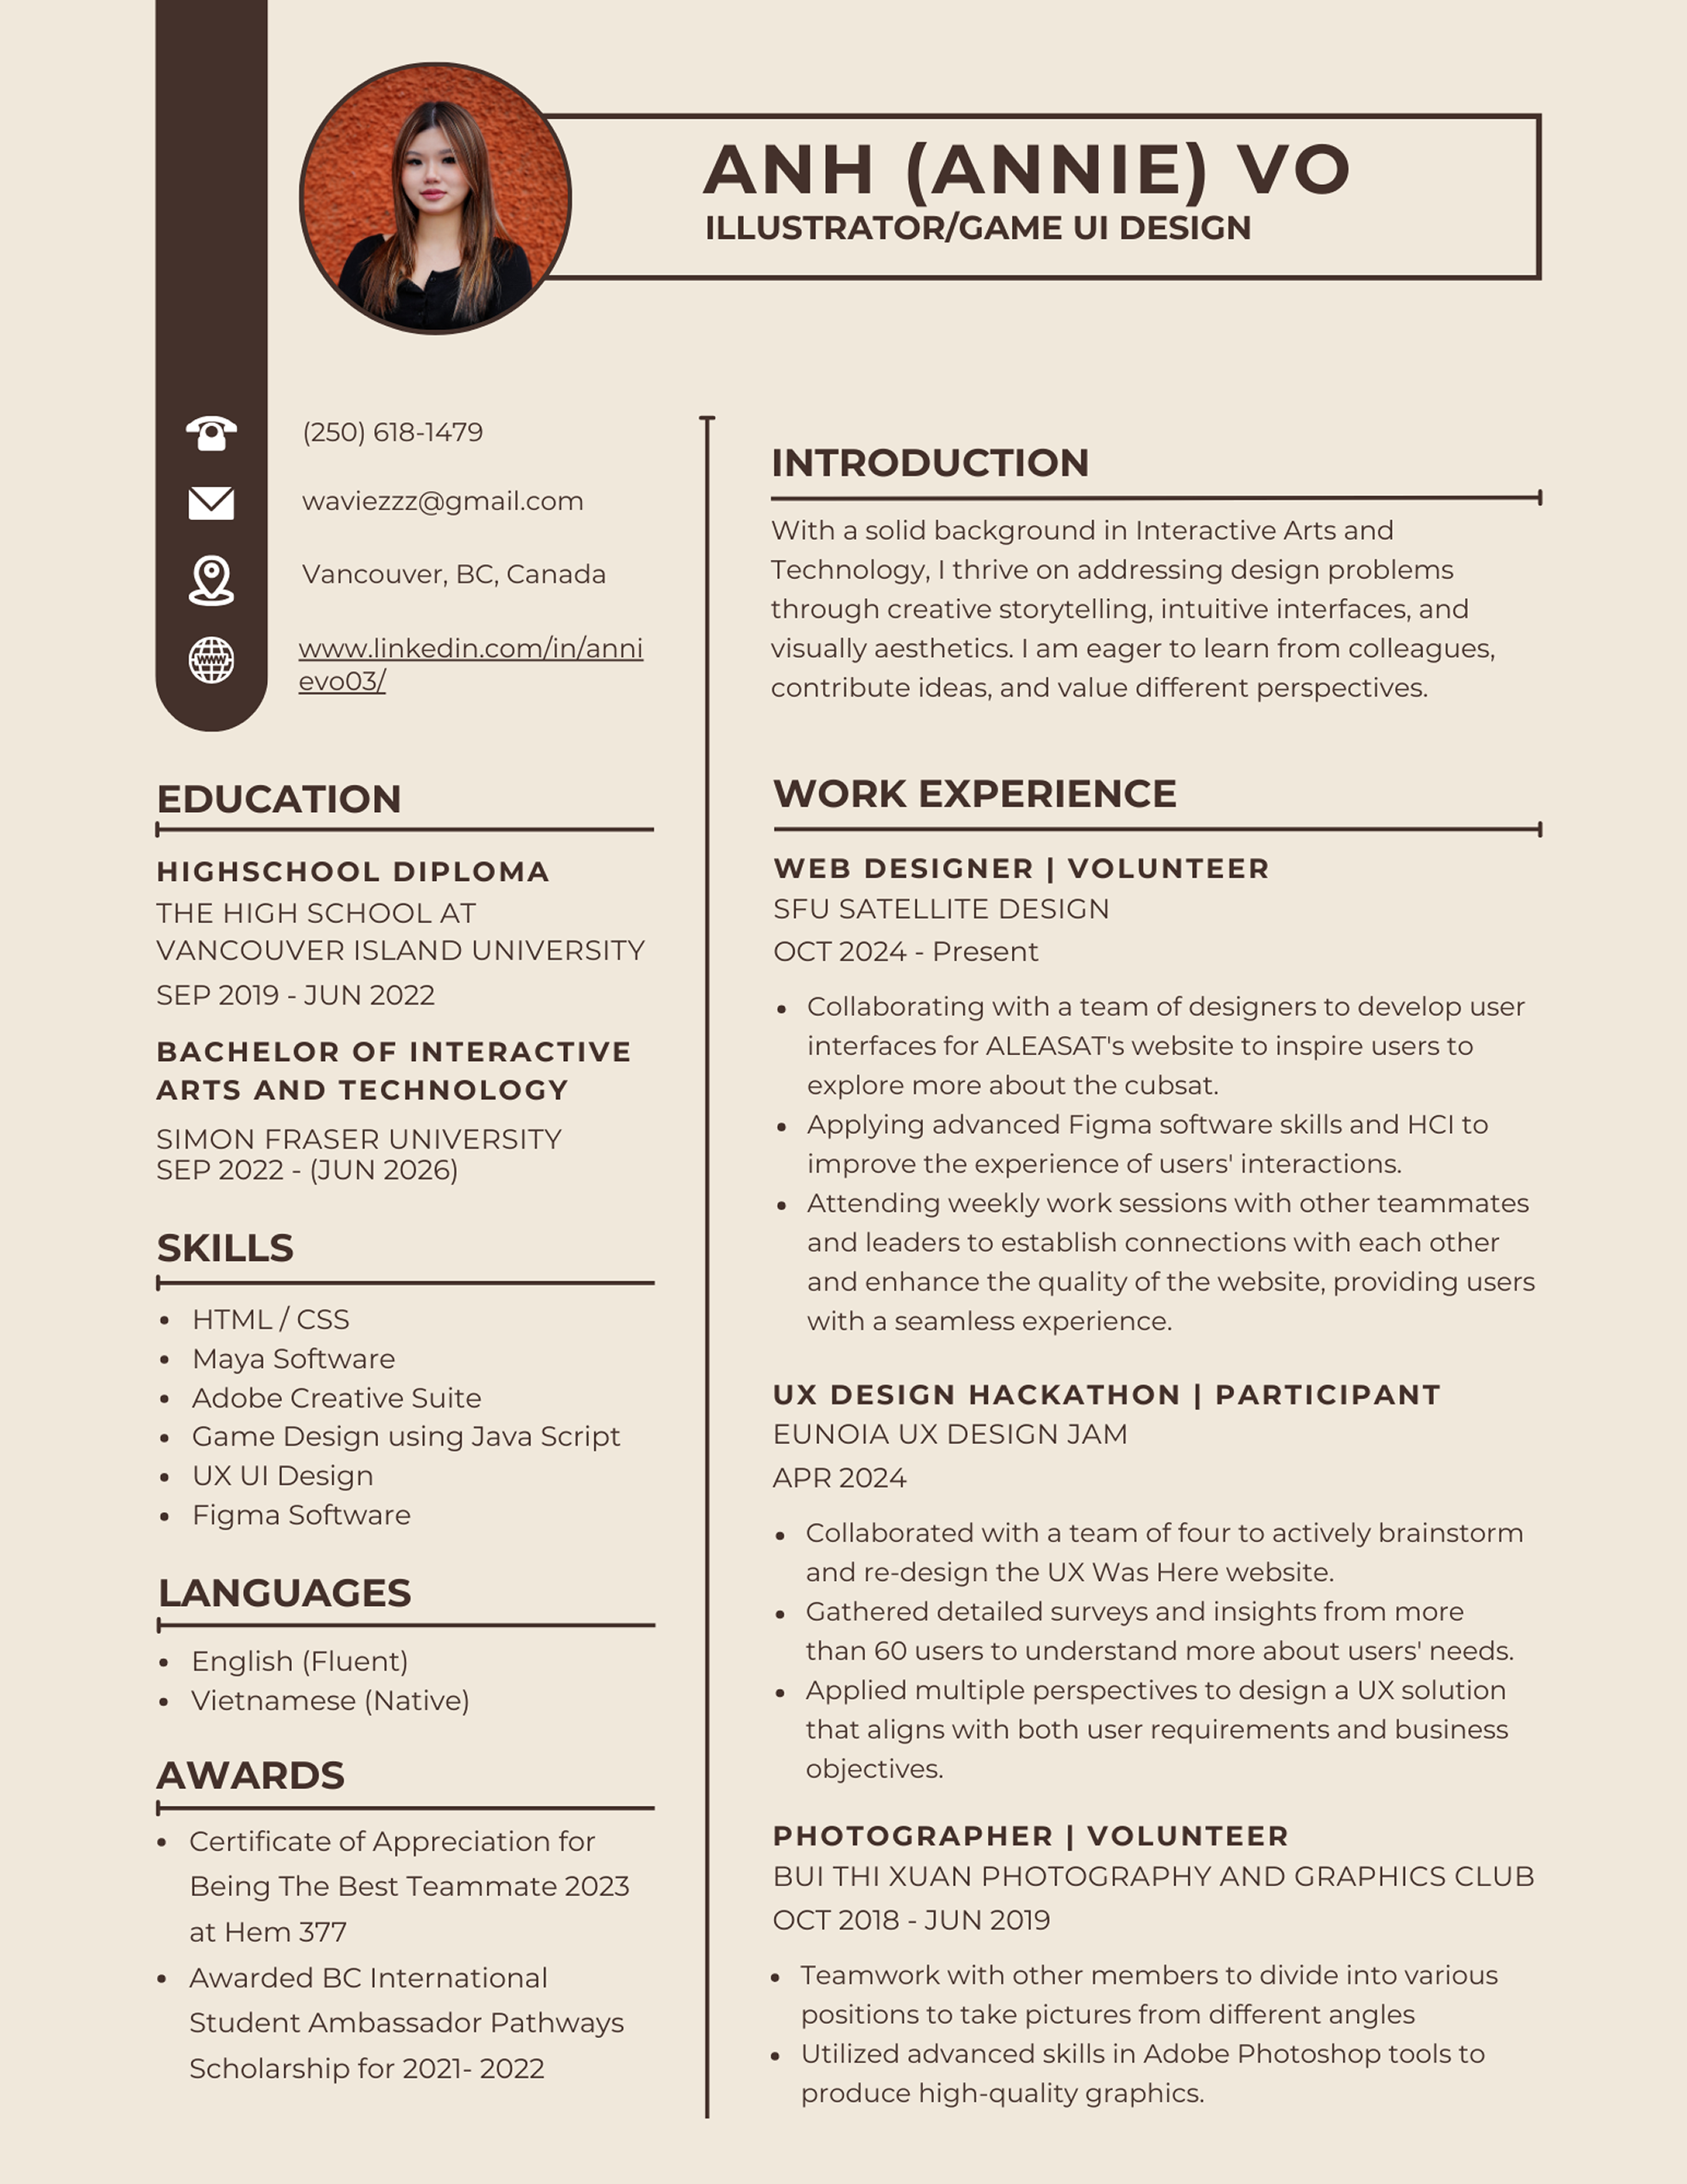 ANH (ANNIE) VO
ILLUSTRATOR/GAME UI DESIGN
(250) 618-1479
waviezzz@gmail.com
Vancouver, BC, Canada
www.linkedin.com/in/anni
evo03/
EDUCATION
HIGHSCHOOL DIPLOMA
THE HIGH SCHOOL AT
VANCOUVER ISLAND UNIVERSITY
SEP 2019 - JUN 2022
BACHELOR OF INTERACTIVE
ARTS AND TECHNOLOGY
SIMON FRASER UNIVERSITY
SEP 2022 - (JUN 2026)
SKILLS
• HTML / CSS
• Maya Software
• Adobe Creative Suite
• Game Design using Java Script
• UX UI Design
• Figma Software
LANGUAGES
• English (Fluent)
• Vietnamese (Native)
AWARDS
• Certificate of Appreciation for
Being The Best Teammate 2023
at Hem 377
• Awarded BC International
Student Ambassador Pathways
Scholarship for 2021- 2022
INTRODUCTION
With a solid background in Interactive Arts and
Technology, I thrive on addressing design problems
through creative storytelling, intuitive interfaces, and
visually aesthetics. I am eager to learn from colleagues,
contribute ideas, and value different perspectives.
WORK EXPERIENCE
WEB DESIGNER | VOLUNTEER
SFU SATELLITE DESIGN
OCT 2024 - Present
• Collaborating with a team of designers to develop user
interfaces for ALEASAT's website to inspire users to
explore more about the cubsat.
• Applying advanced Figma software skills and HCI to
improve the experience of users' interactions.
• Attending weekly work sessions with other teammates
and leaders to establish connections with each other
and enhance the quality of the website, providing users
with a seamless experience.
UX DESIGN HACKATHON | PARTICIPANT
EUNOIA UX DESIGN JAM
APR 2024
• Collaborated with a team of four to actively brainstorm
and re-design the UX Was Here website.
• Gathered detailed surveys and insights from more
than 60 users to understand more about users' needs.
• Applied multiple perspectives to design a UX solution
that aligns with both user requirements and business
objectives.
PHOTOGRAPHER | VOLUNTEER
BUI THI XUAN PHOTOGRAPHY AND GRAPHICS CLUB
OCT 2018 - JUN 2019
• Teamwork with other members to divide into various
positions to take pictures from different angles
• Utilized advanced skills in Adobe Photoshop tools to
produce high-quality graphics.